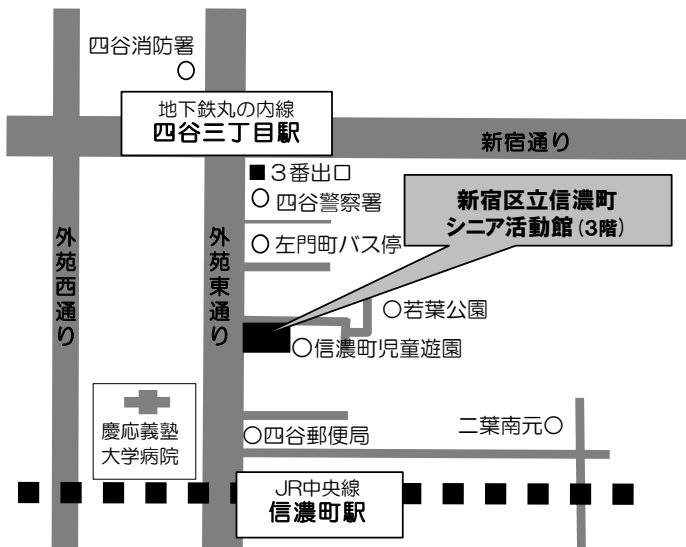 四谷消防署
地下鉄丸の内線
四谷三丁目駅
新宿通り
3番出口
四谷警察署
新宿区立信濃町
シニア活動館(3階)
左門町バス停
外苑西通り
外苑東通り
若葉公園
信濃町児童遊園
慶応義塾
大学病院
四谷郵便局
二葉南元
JR中央線
信濃町駅